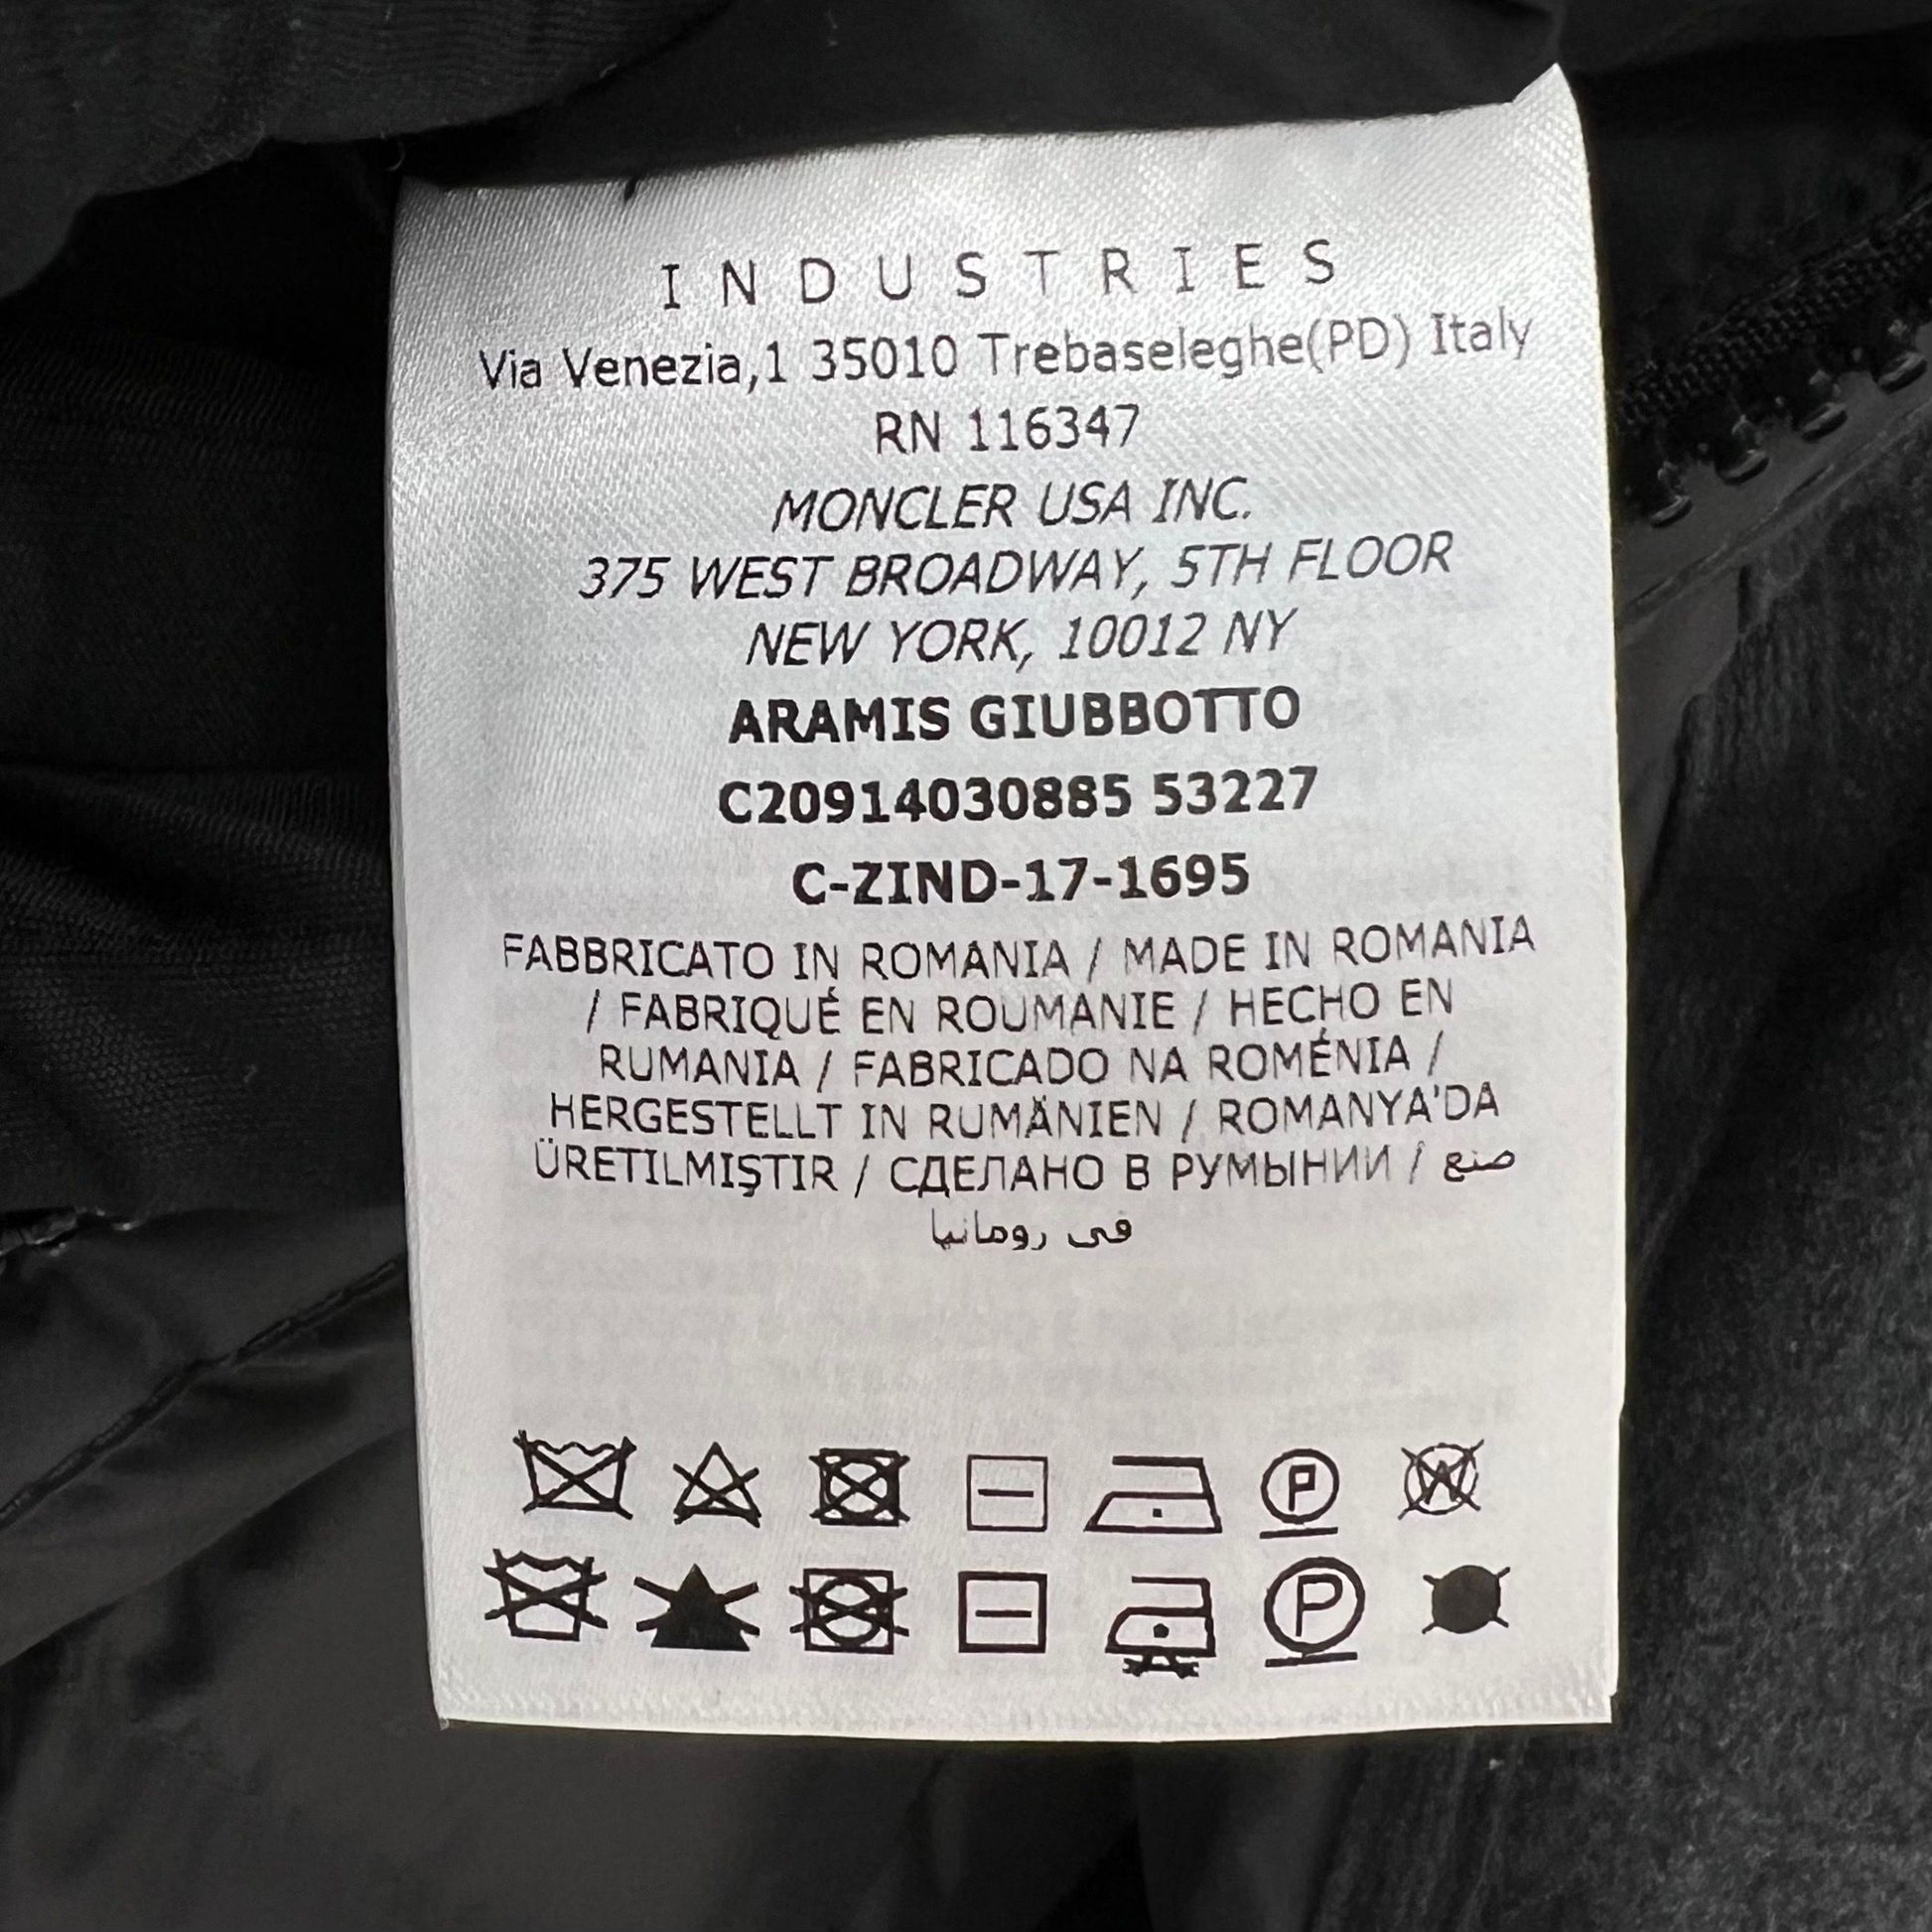 INDUSTRIES
Via Venezia,1 35010 Trebaseleghe(PD) Italy
RN 116347
MONCLER USA INC.
375 WEST BROADWAY, 5TH FLOOR
NEW YORK, 10012 NY
ARAMIS GIUBBOTTO
C20914030885 53227
C-ZIND-17-1695
FABBRICATO IN ROMANIA / MADE IN ROMANIA
/ FABRIQUÉ EN ROUMANIE / HECHO EN
RUMANIA / FABRICADO NA ROMÉNIA /
HERGESTELLT IN RUMÄNIEN / ROMANYA'DA
ÜRETILMIŞTIR / СДЕЛАНО В РУМЫНИИ / صنع
فى رومانيا
P W
P